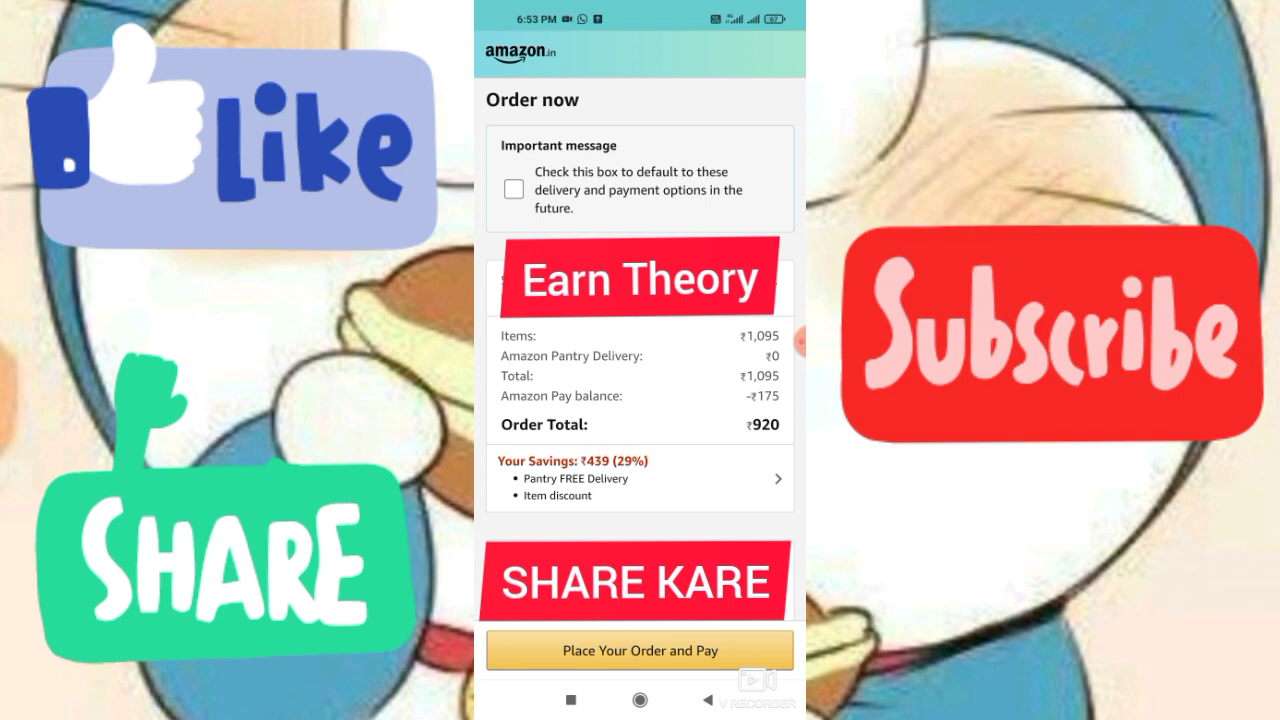 Like
SHARE
6:53 PM
4G
67
amazon.in
Order now
Important message
Check this box to default to these
delivery and payment options in the
future.
Earn Theory
Items: ₹1,095
Amazon Pantry Delivery: ₹0
Total: ₹1,095
Amazon Pay balance: -₹175
Order Total: ₹920
Your Savings: ₹439 (29%)
• Pantry FREE Delivery
• Item discount
SHARE KARE
Place Your Order and Pay
V RECORDER
Subscribe